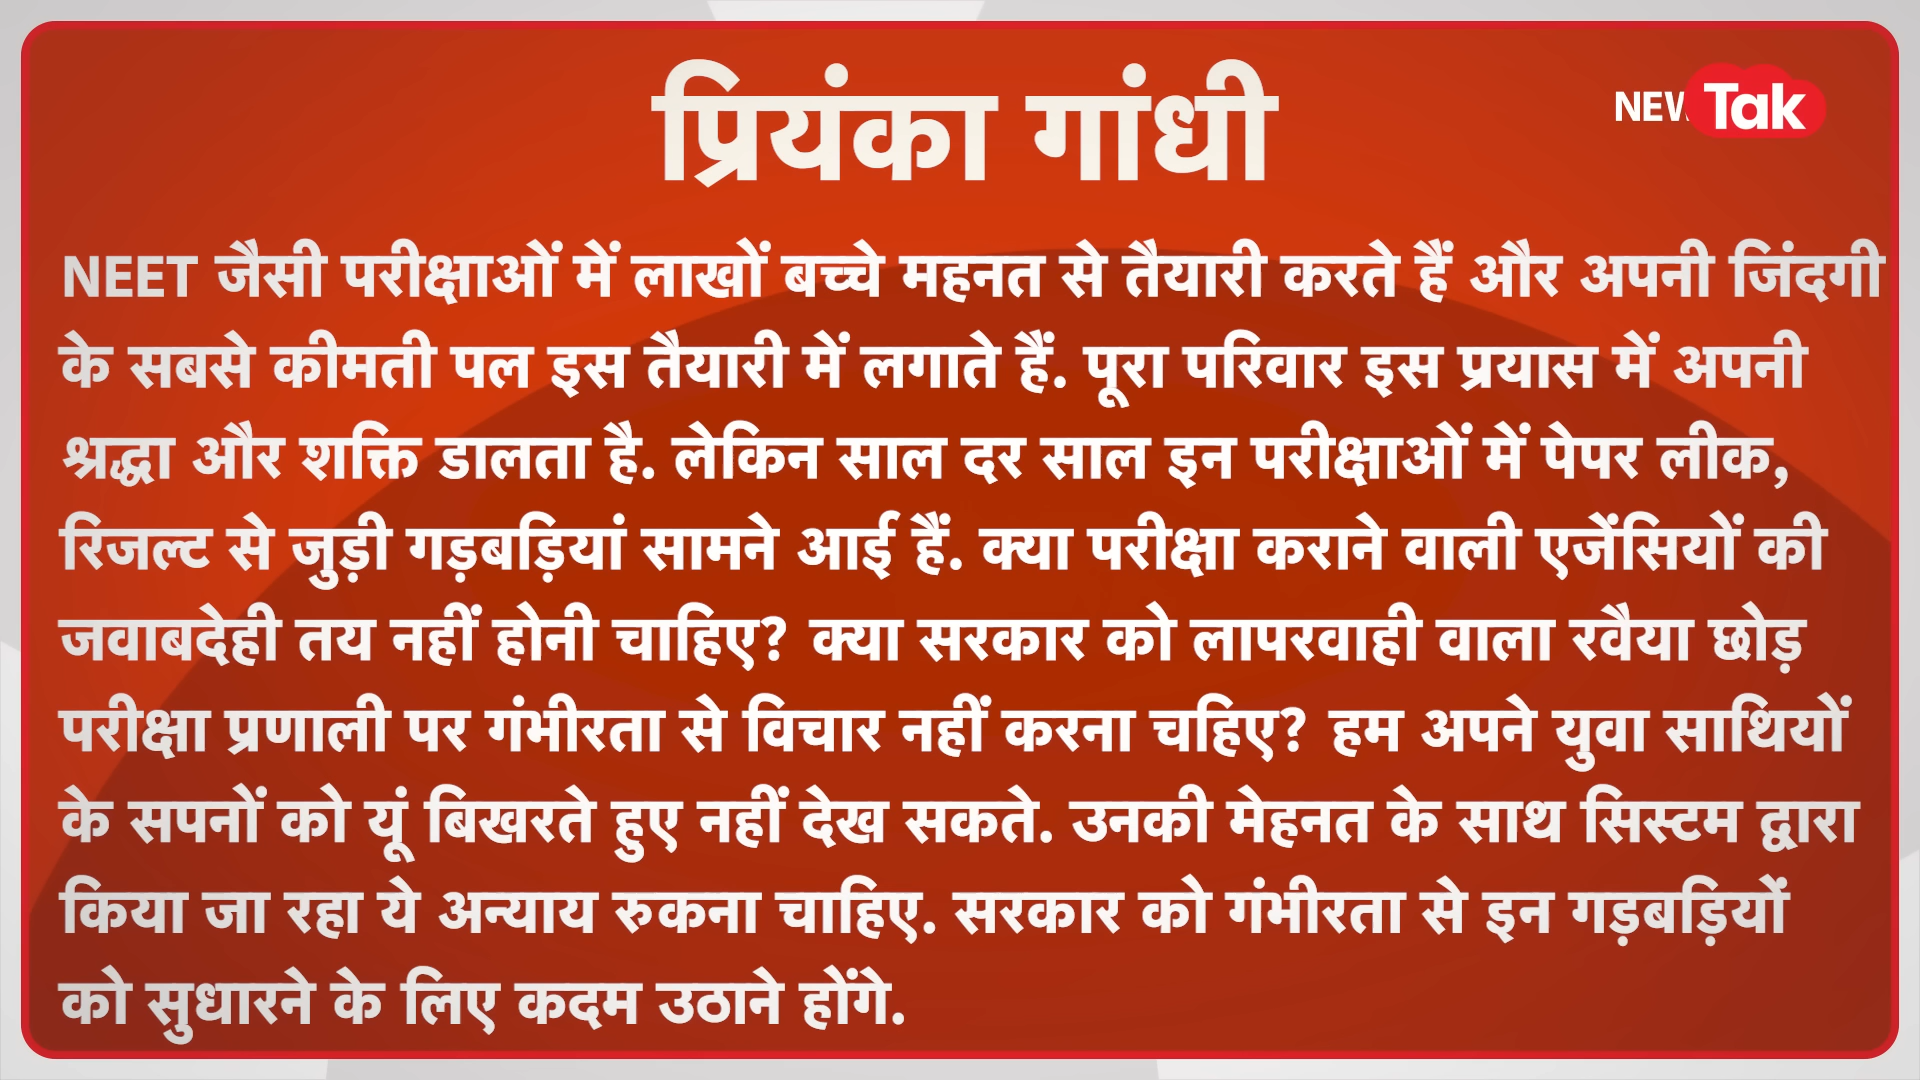 प्रियंका गांधी
NEW Tak
NEET जैसी परीक्षाओं में लाखों बच्चे महनत से तैयारी करते हैं और अपनी जिंदगी
के सबसे कीमती पल इस तैयारी में लगाते हैं. पूरा परिवार इस प्रयास में अपनी
श्रद्धा और शक्ति डालता है. लेकिन साल दर साल इन परीक्षाओं में पेपर लीक,
रिजल्ट से जुड़ी गड़बड़ियां सामने आई हैं. क्या परीक्षा कराने वाली एजेंसियों की
जवाबदेही तय नहीं होनी चाहिए? क्या सरकार को लापरवाही वाला रवैया छोड़
परीक्षा प्रणाली पर गंभीरता से विचार नहीं करना चहिए? हम अपने युवा साथियों
के सपनों को यूं बिखरते हुए नहीं देख सकते. उनकी मेहनत के साथ सिस्टम द्वारा
किया जा रहा ये अन्याय रुकना चाहिए. सरकार को गंभीरता से इन गड़बड़ियों
को सुधारने के लिए कदम उठाने होंगे.